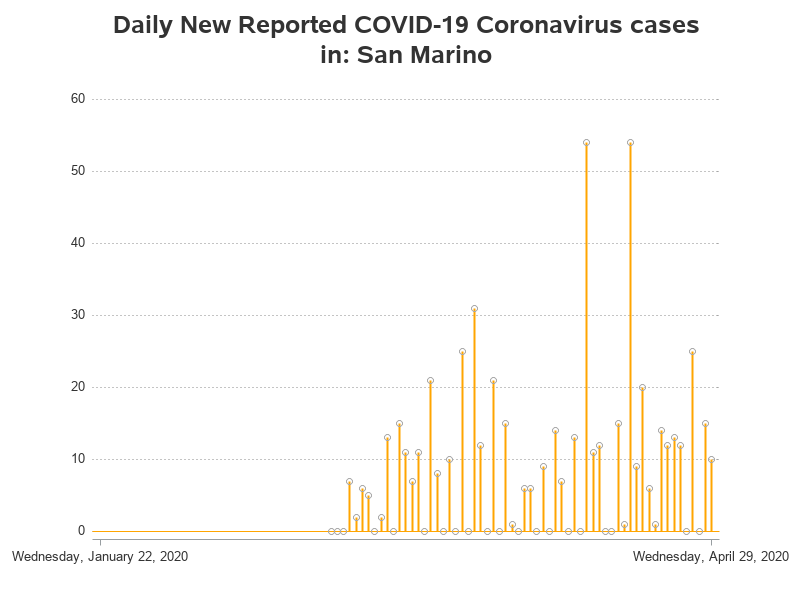 Daily New Reported COVID-19 Coronavirus cases
in: San Marino
60
50
40
30
20
10
0
Wednesday, January 22, 2020
Wednesday, April 29, 2020